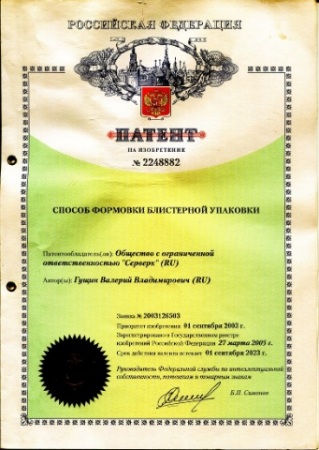 РОССИЙСКАЯ ФЕДЕРАЦИЯ
ПАТЕНТ
НА ИЗОБРЕТЕНИЕ
№ 2248882
СПОСОБ ФОРМОВКИ БЛИСТЕРНОЙ УПАКОВКИ
Патентообладатель(ли): Общество с ограниченной
ответственностью "Серверк" (RU)
Автор(ы): Гущин Валерий Владимирович (RU)
Заявка № 2003126503
Приоритет изобретения 01 сентября 2003 г.
Зарегистрировано в Государственном реестре
изобретений Российской Федерации 27 марта 2005 г.
Срок действия патента истекает 01 сентября 2023 г.
Руководитель Федеральной службы по интеллектуальной
собственности, патентам и товарным знакам
Б.П. Симонов